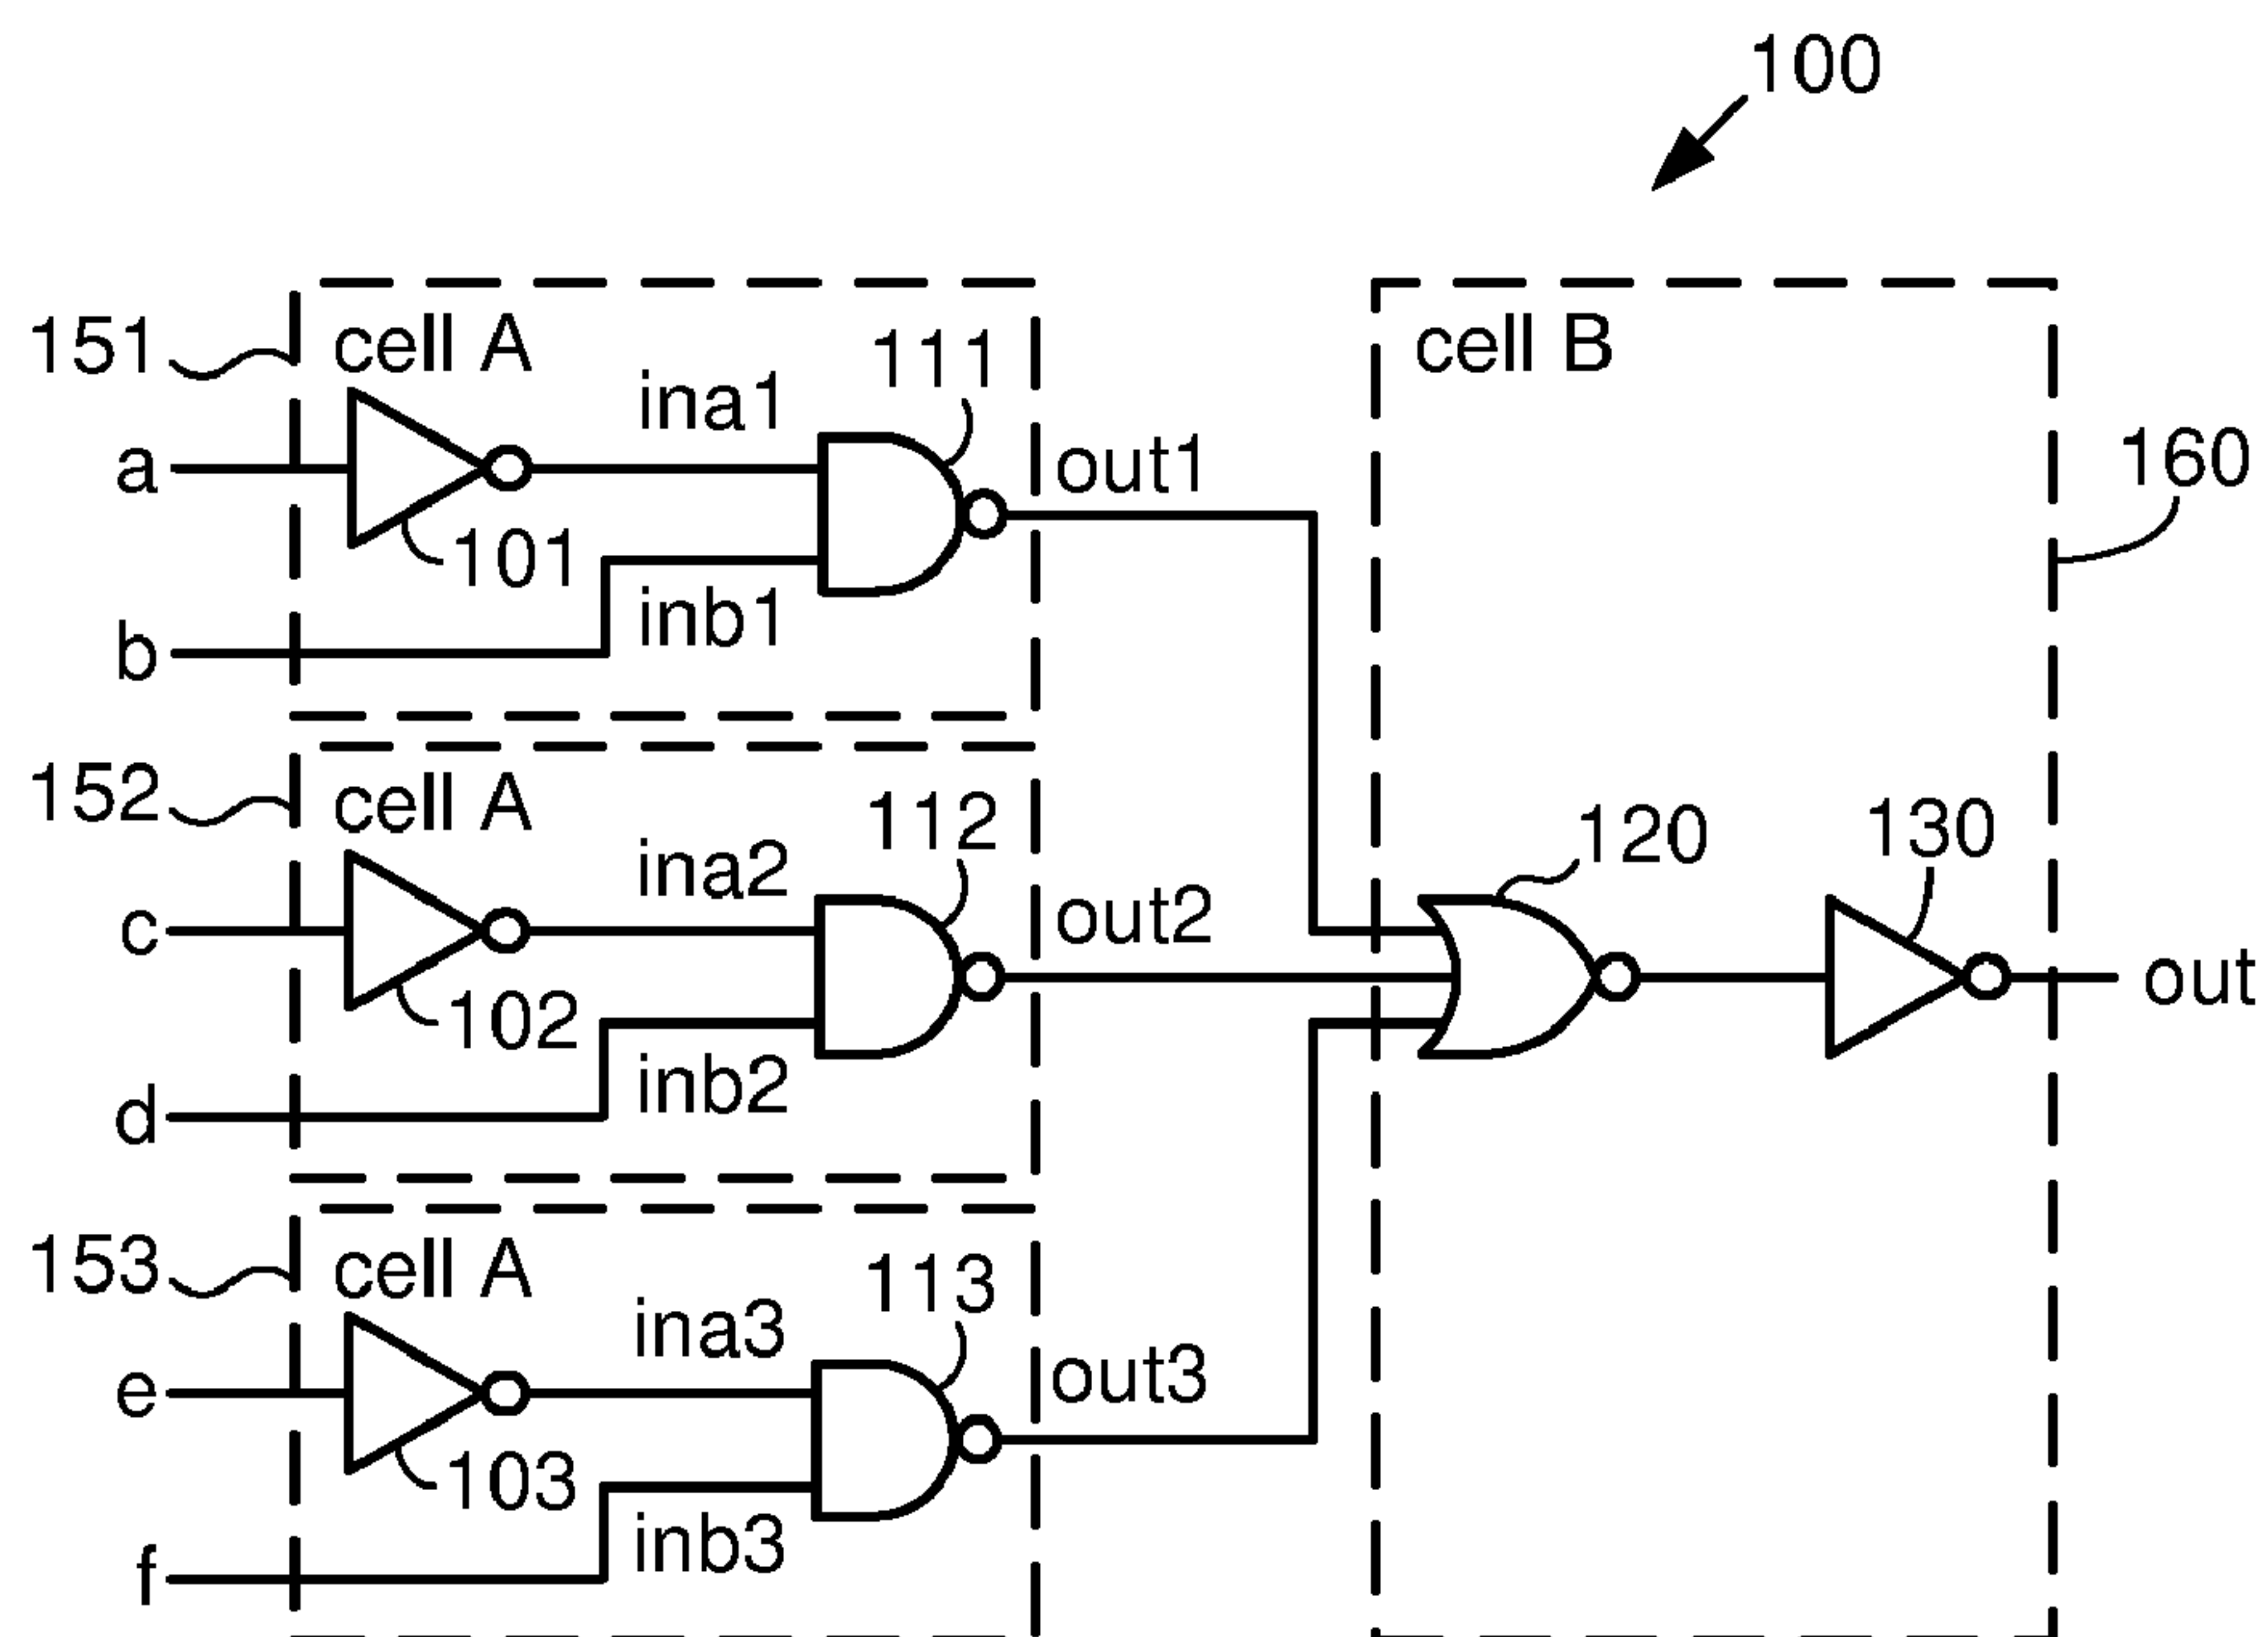 100
151
cell A
111
ina1
out1
a
101
b
inb1
cell B
160
152
cell A
112
ina2
out2
c
102
d
inb2
120
130
out
153
cell A
113
ina3
out3
e
103
f
inb3